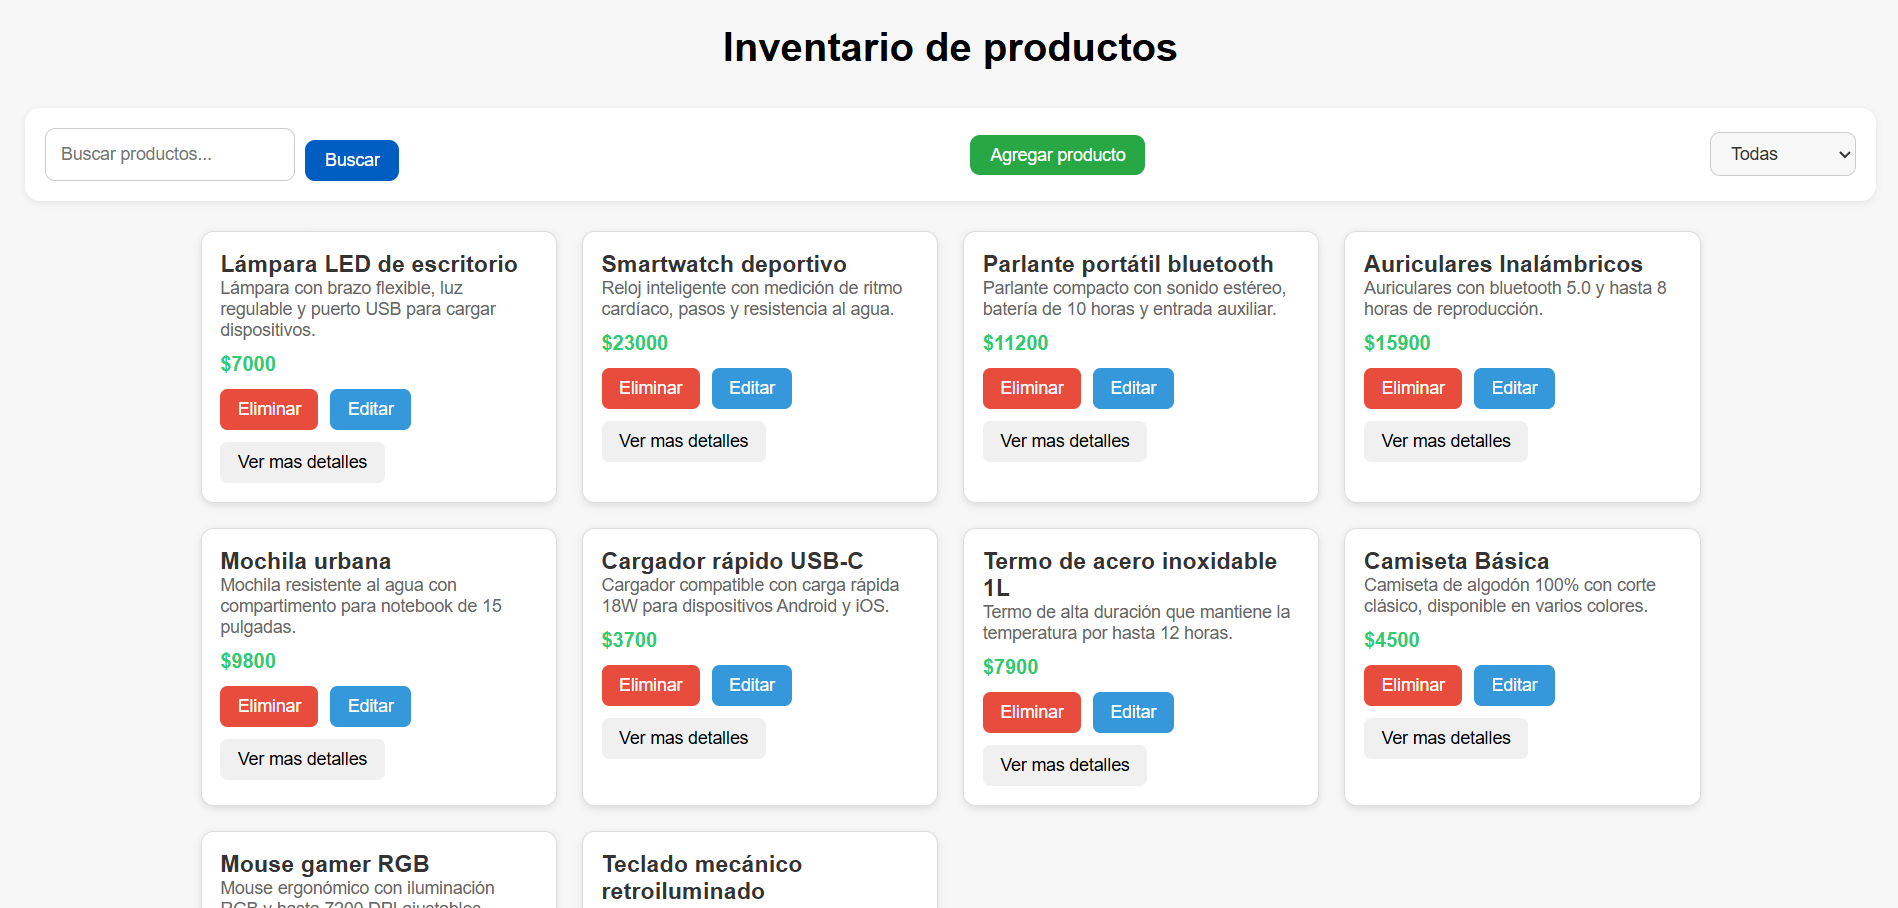 Inventario de productos
Buscar productos...
Buscar
Agregar producto
Todas
Lámpara LED de escritorio
Lámpara con brazo flexible, luz
regulable y puerto USB para cargar
dispositivos.
$7000
Eliminar
Editar
Ver mas detalles
Smartwatch deportivo
Reloj inteligente con medición de ritmo
cardíaco, pasos y resistencia al agua.
$23000
Eliminar
Editar
Ver mas detalles
Parlante portátil bluetooth
Parlante compacto con sonido estéreo,
batería de 10 horas y entrada auxiliar.
$11200
Eliminar
Editar
Ver mas detalles
Auriculares Inalámbricos
Auriculares con bluetooth 5.0 y hasta 8
horas de reproducción.
$15900
Eliminar
Editar
Ver mas detalles
Mochila urbana
Mochila resistente al agua con
compartimento para notebook de 15
pulgadas.
$9800
Eliminar
Editar
Ver mas detalles
Cargador rápido USB-C
Cargador compatible con carga rápida
18W para dispositivos Android y iOS.
$3700
Eliminar
Editar
Ver mas detalles
Termo de acero inoxidable
1L
Termo de alta duración que mantiene la
temperatura por hasta 12 horas.
$7900
Eliminar
Editar
Ver mas detalles
Camiseta Básica
Camiseta de algodón 100% con corte
clásico, disponible en varios colores.
$4500
Eliminar
Editar
Ver mas detalles
Mouse gamer RGB
Mouse ergonómico con iluminación
RGB y hasta 7200 DPI ajustables.
Teclado mecánico
retroiluminado